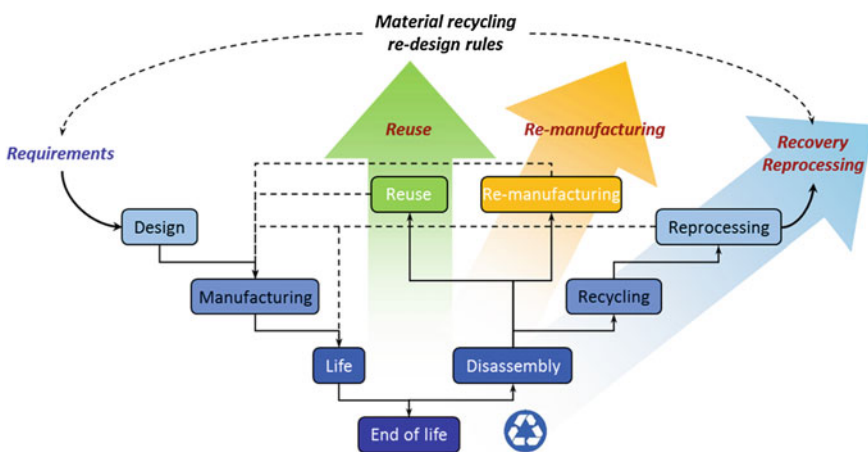 Material recycling
re-design rules
Reuse
Re-manufacturing
Requirements
Recovery
Reprocessing
Reuse
Re-manufacturing
Design
Reprocessing
Manufacturing
Recycling
Life
Disassembly
End of life